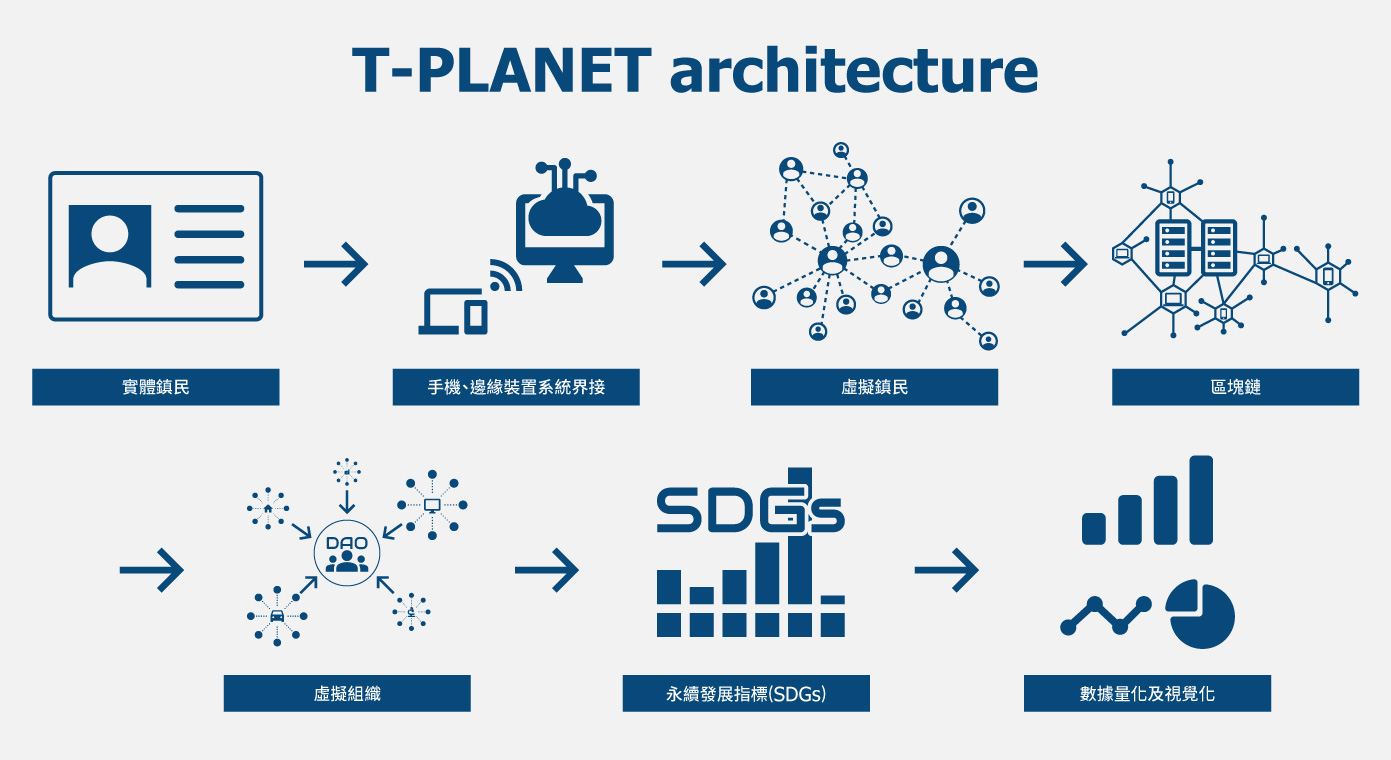 T-PLANET architecture
實體鎮民
手機、邊緣裝置系統界接
虛擬鎮民
區塊鏈
DAO
虛擬組織
SDGs
永續發展指標(SDGs)
數據量化及視覺化